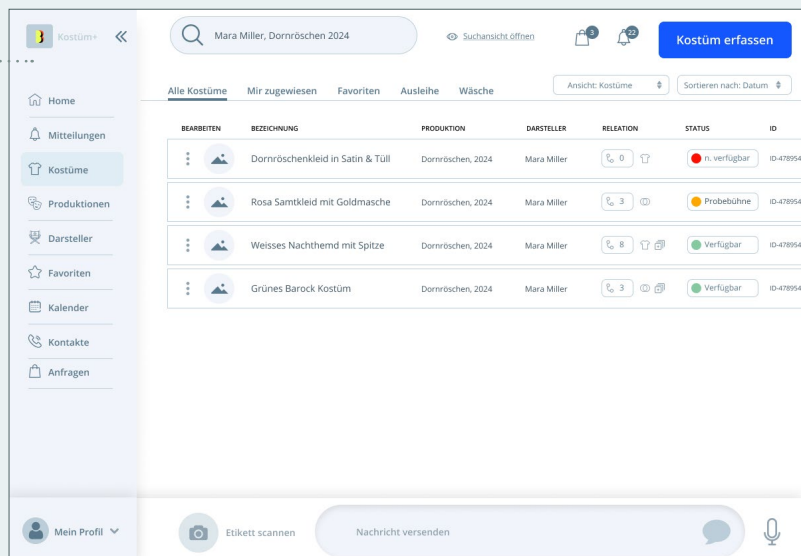 Kostüm+
Mara Miller, Dornröschen 2024
Suchansicht öffnen
3
22
Kostüm erfassen
Home
Mitteilungen
Kostüme
Produktionen
Darsteller
Favoriten
Kalender
Kontakte
Anfragen
Mein Profil
Alle Kostüme Mir zugewiesen Favoriten Ausleihe Wäsche
Ansicht: Kostüme
Sortieren nach: Datum
BEARBEITEN BEZEICHNUNG PRODUKTION DARSTELLER RELEATION STATUS ID
Dornröschenkleid in Satin & Tüll Dornröschen, 2024 Mara Miller 0 n. verfügbar ID-478954
Rosa Samtkleid mit Goldmasche Dornröschen, 2024 Mara Miller 3 Probebühne ID-478954
Weisses Nachthemd mit Spitze Dornröschen, 2024 Mara Miller 8 Verfügbar ID-478954
Grünes Barock Kostüm Dornröschen, 2024 Mara Miller 3 Verfügbar ID-478954
Etikett scannen
Nachricht versenden